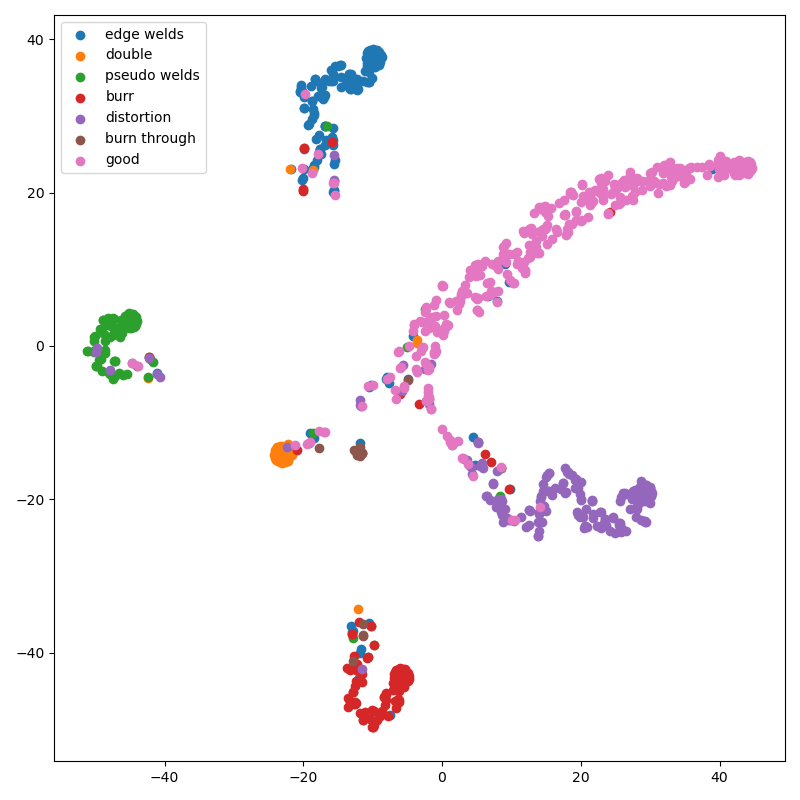 edge welds
double
pseudo welds
burr
distortion
burn through
good
40
20
0
−20
−40
−40
−20
0
20
40